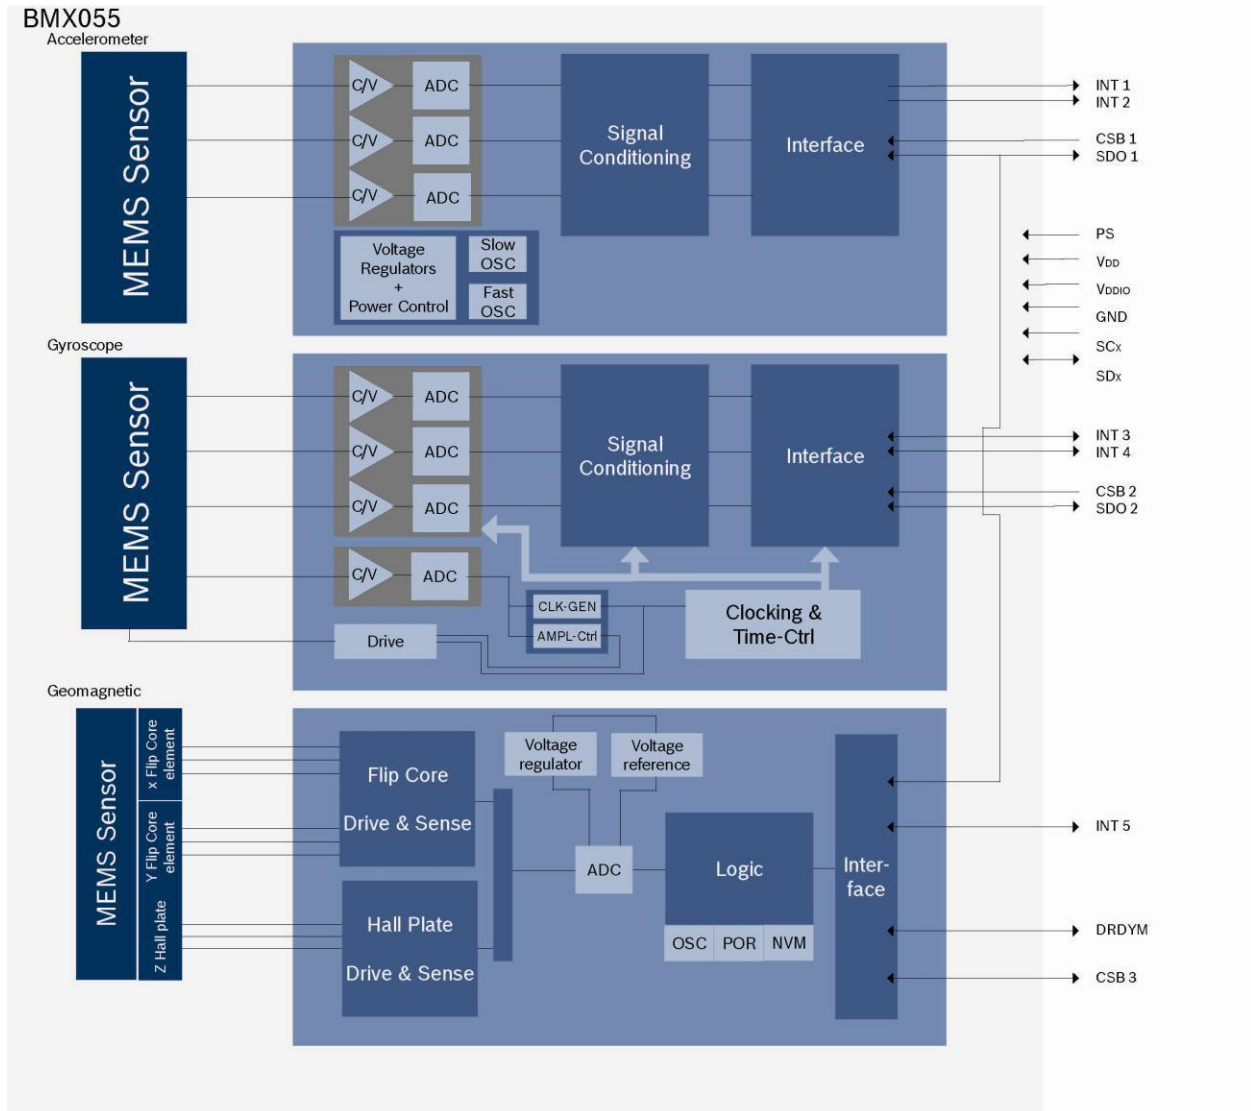 BMX055
Accelerometer
MEMS Sensor
C/V
ADC
C/V
ADC
C/V
ADC
Signal
Conditioning
Interface
Voltage
Regulators
+
Power Control
Slow
OSC
Fast
OSC
INT 1
INT 2
CSB 1
SDO 1
PS
VDD
VDDIO
GND
SCx
SDx
Gyroscope
MEMS Sensor
C/V
ADC
C/V
ADC
C/V
ADC
C/V
ADC
Signal
Conditioning
Interface
CLK-GEN
AMPL-Ctrl
Drive
Clocking &
Time-Ctrl
INT 3
INT 4
CSB 2
SDO 2
Geomagnetic
MEMS Sensor
x Flip Core
element
Y Flip Core
element
Z Hall plate
Flip Core
Drive & Sense
Hall Plate
Drive & Sense
Voltage
regulator
Voltage
reference
ADC
Logic
OSC
POR
NVM
Inter-
face
INT 5
DRDYM
CSB 3